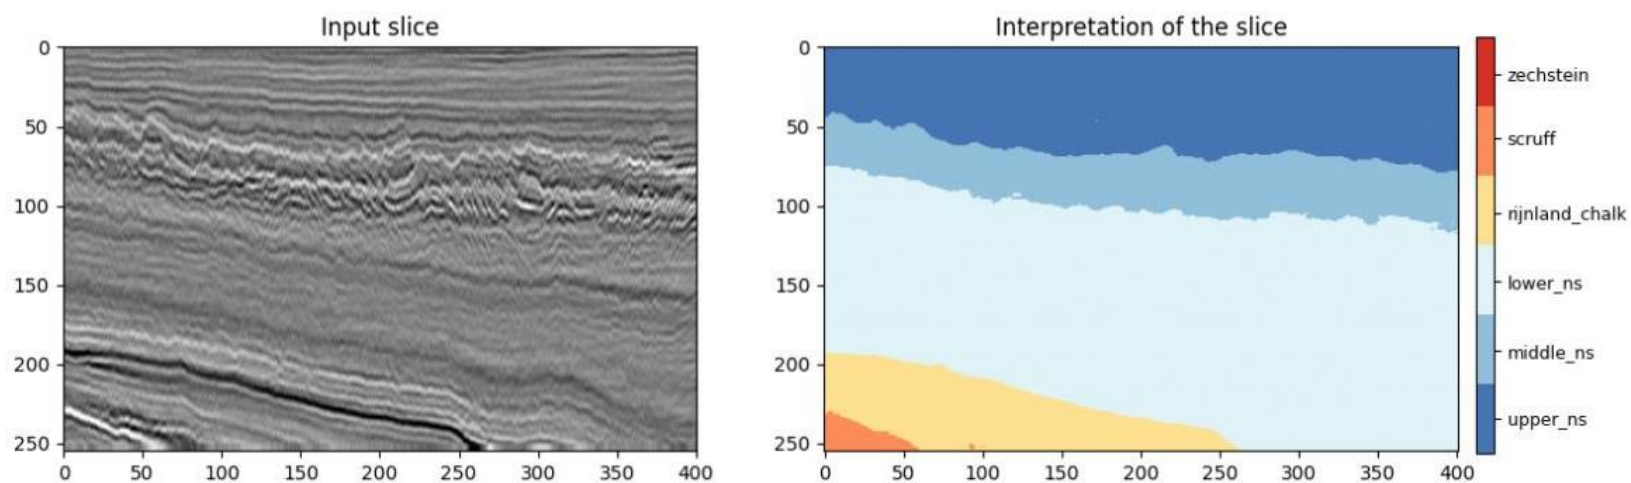 Input slice
0
50
100
150
200
250
0 50 100 150 200 250 300 350 400
Interpretation of the slice
0
50
100
150
200
250
0 50 100 150 200 250 300 350 400
zechstein
scruff
rijnland_chalk
lower_ns
middle_ns
upper_ns